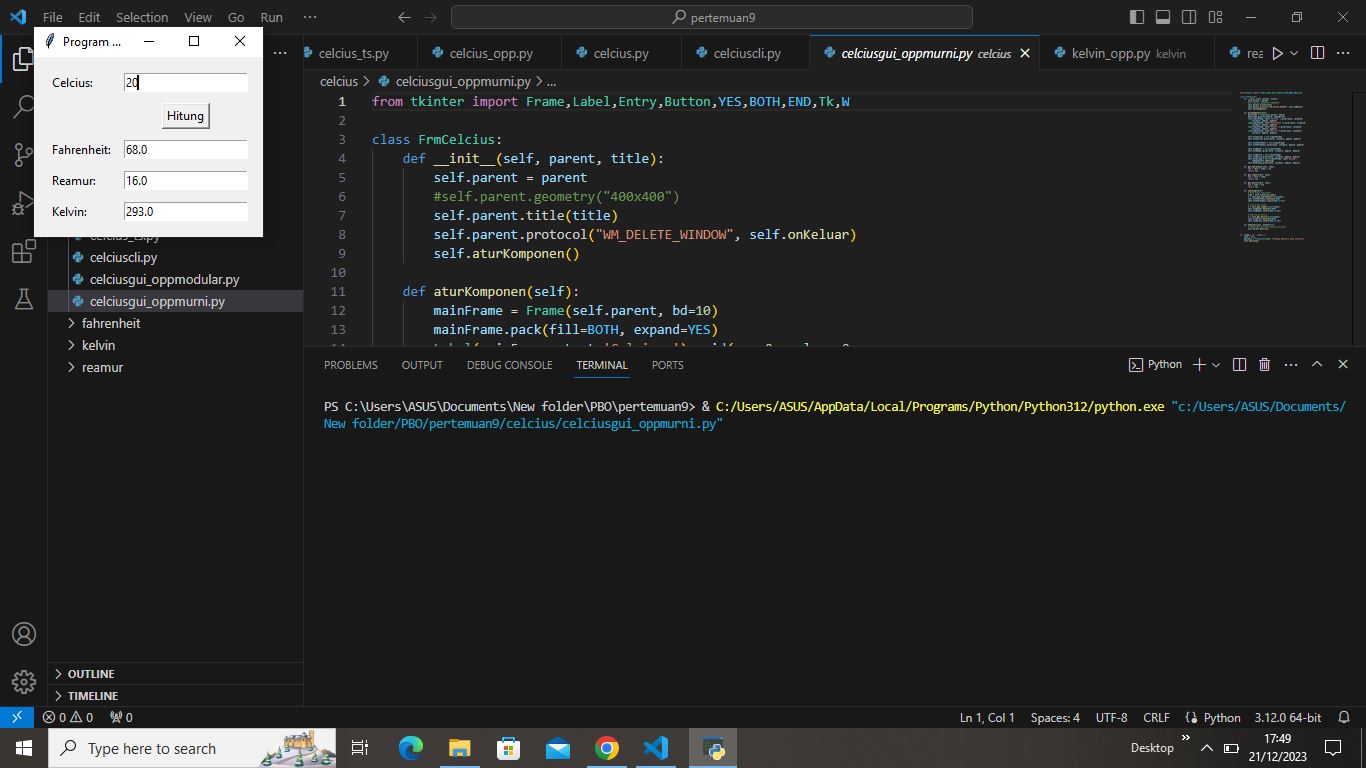 File Edit Selection View Go Run ...
pertemuan9
Program ...
Celcius: 20
Hitung
Fahrenheit: 68.0
Reamur: 16.0
Kelvin: 293.0
celcius_ts.py
celcius_opp.py
celcius.py
celciuscli.py
celciusgui_oppmurni.py celcius
kelvin_opp.py kelvin
celcius > celciusgui_oppmurni.py > ...
1 from tkinter import Frame,Label,Entry,Button,YES,BOTH,END,Tk,W
2
3 class FrmCelcius:
4 def __init__(self, parent, title):
5 self.parent = parent
6 #self.parent.geometry("400x400")
7 self.parent.title(title)
8 self.parent.protocol("WM_DELETE_WINDOW", self.onKeluar)
9 self.aturKomponen()
10
11 def aturKomponen(self):
12 mainFrame = Frame(self.parent, bd=10)
13 mainFrame.pack(fill=BOTH, expand=YES)
celcius_ts.py
celciuscli.py
celciusgui_oppmodular.py
celciusgui_oppmurni.py
fahrenheit
kelvin
reamur
OUTLINE
TIMELINE
PROBLEMS OUTPUT DEBUG CONSOLE TERMINAL PORTS
Python
PS C:\Users\ASUS\Documents\New folder\PBO\pertemuan9> & C:/Users/ASUS/AppData/Local/Programs/Python/Python312/python.exe "c:/Users/ASUS/Documents/
New folder/PBO/pertemuan9/celcius/celciusgui_oppmurni.py"
0 0 0
Ln 1, Col 1 Spaces: 4 UTF-8 CRLF Python 3.12.0 64-bit
Type here to search
Desktop
17:49
21/12/2023